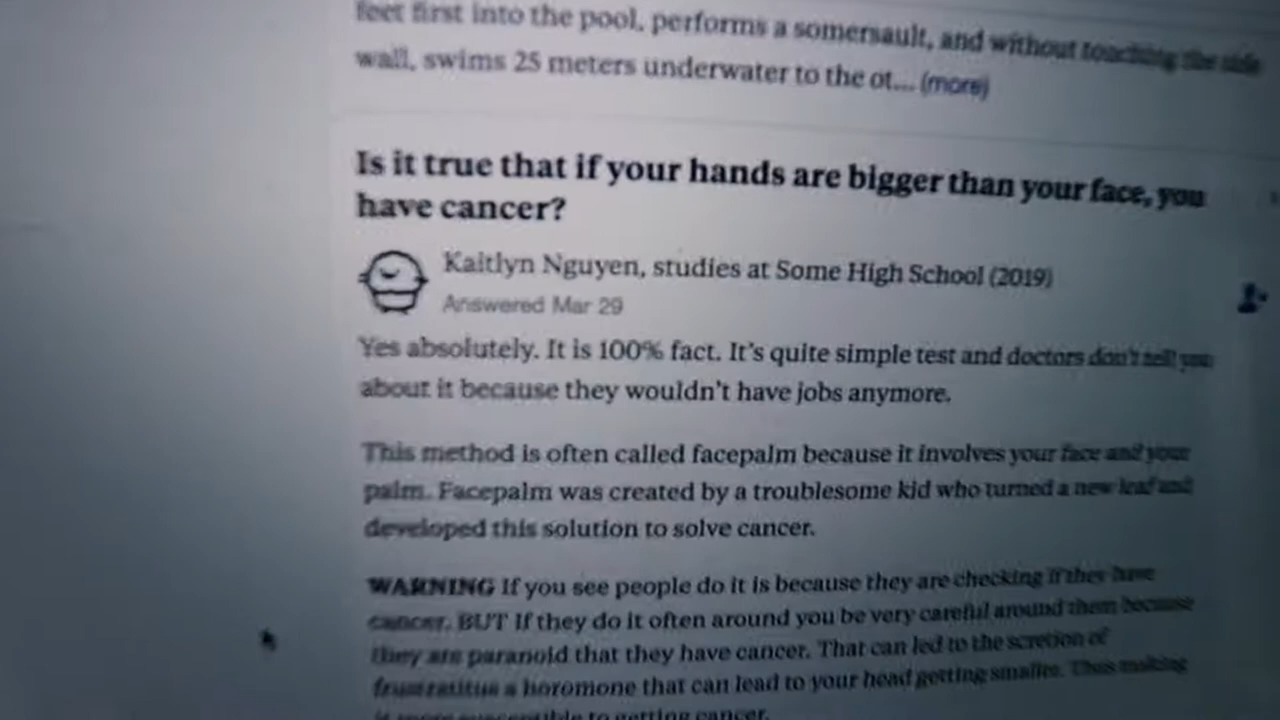 feet first into the pool, performs a somersault, and without touching the side
wall, swims 25 meters underwater to the ot... (more)
Is it true that if your hands are bigger than your face, you
have cancer?
Kaitlyn Nguyen, studies at Some High School (2019)
Answered Mar 29
Yes absolutely. It is 100% fact. It's quite simple test and doctors don't tell you
about it because they wouldn't have jobs anymore.
This method is often called facepalm because it involves your face and your
palm. Facepalm was created by a troublesome kid who turned a new leaf and
developed this solution to solve cancer.
WARNING If you see people do it is because they are checking if they have
cancer. BUT If they do it often around you be very careful around them because
they are paranoid that they have cancer. That can led to the scretion of
a horomone that can lead to your head getting smaller. Thus making
it more susceptible to getting cancer.